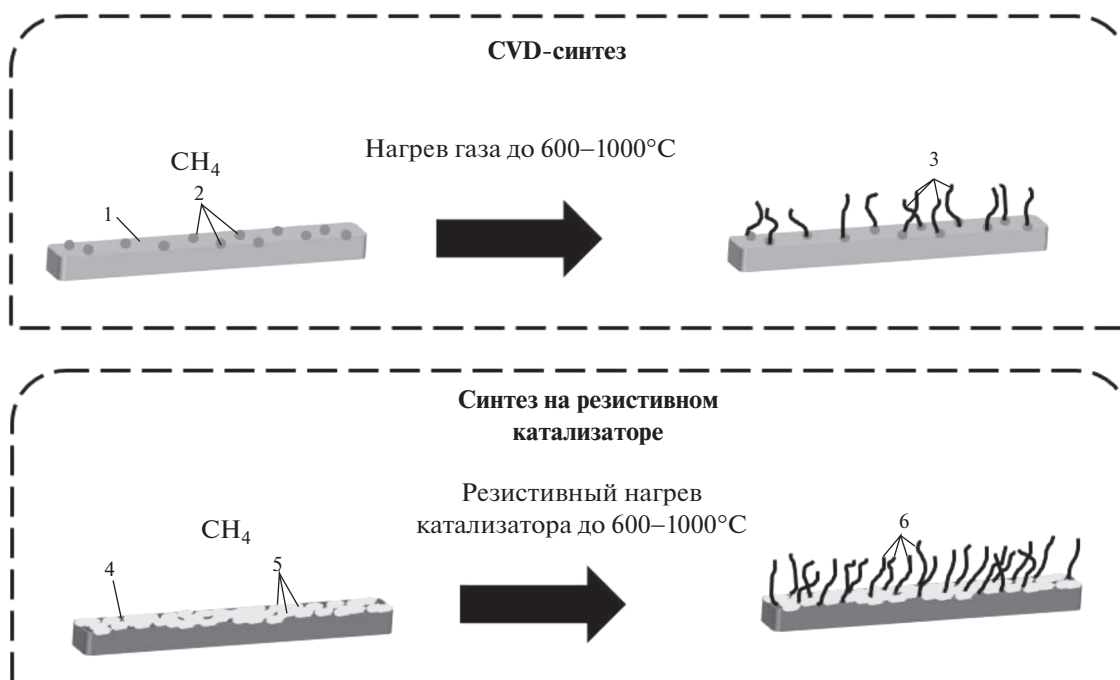 CVD-синтез
Нагрев газа до 600–1000°C
CH4
1
2
3
Синтез на резистивном
катализаторе
Резистивный нагрев
катализатора до 600–1000°C
CH4
4
5
6